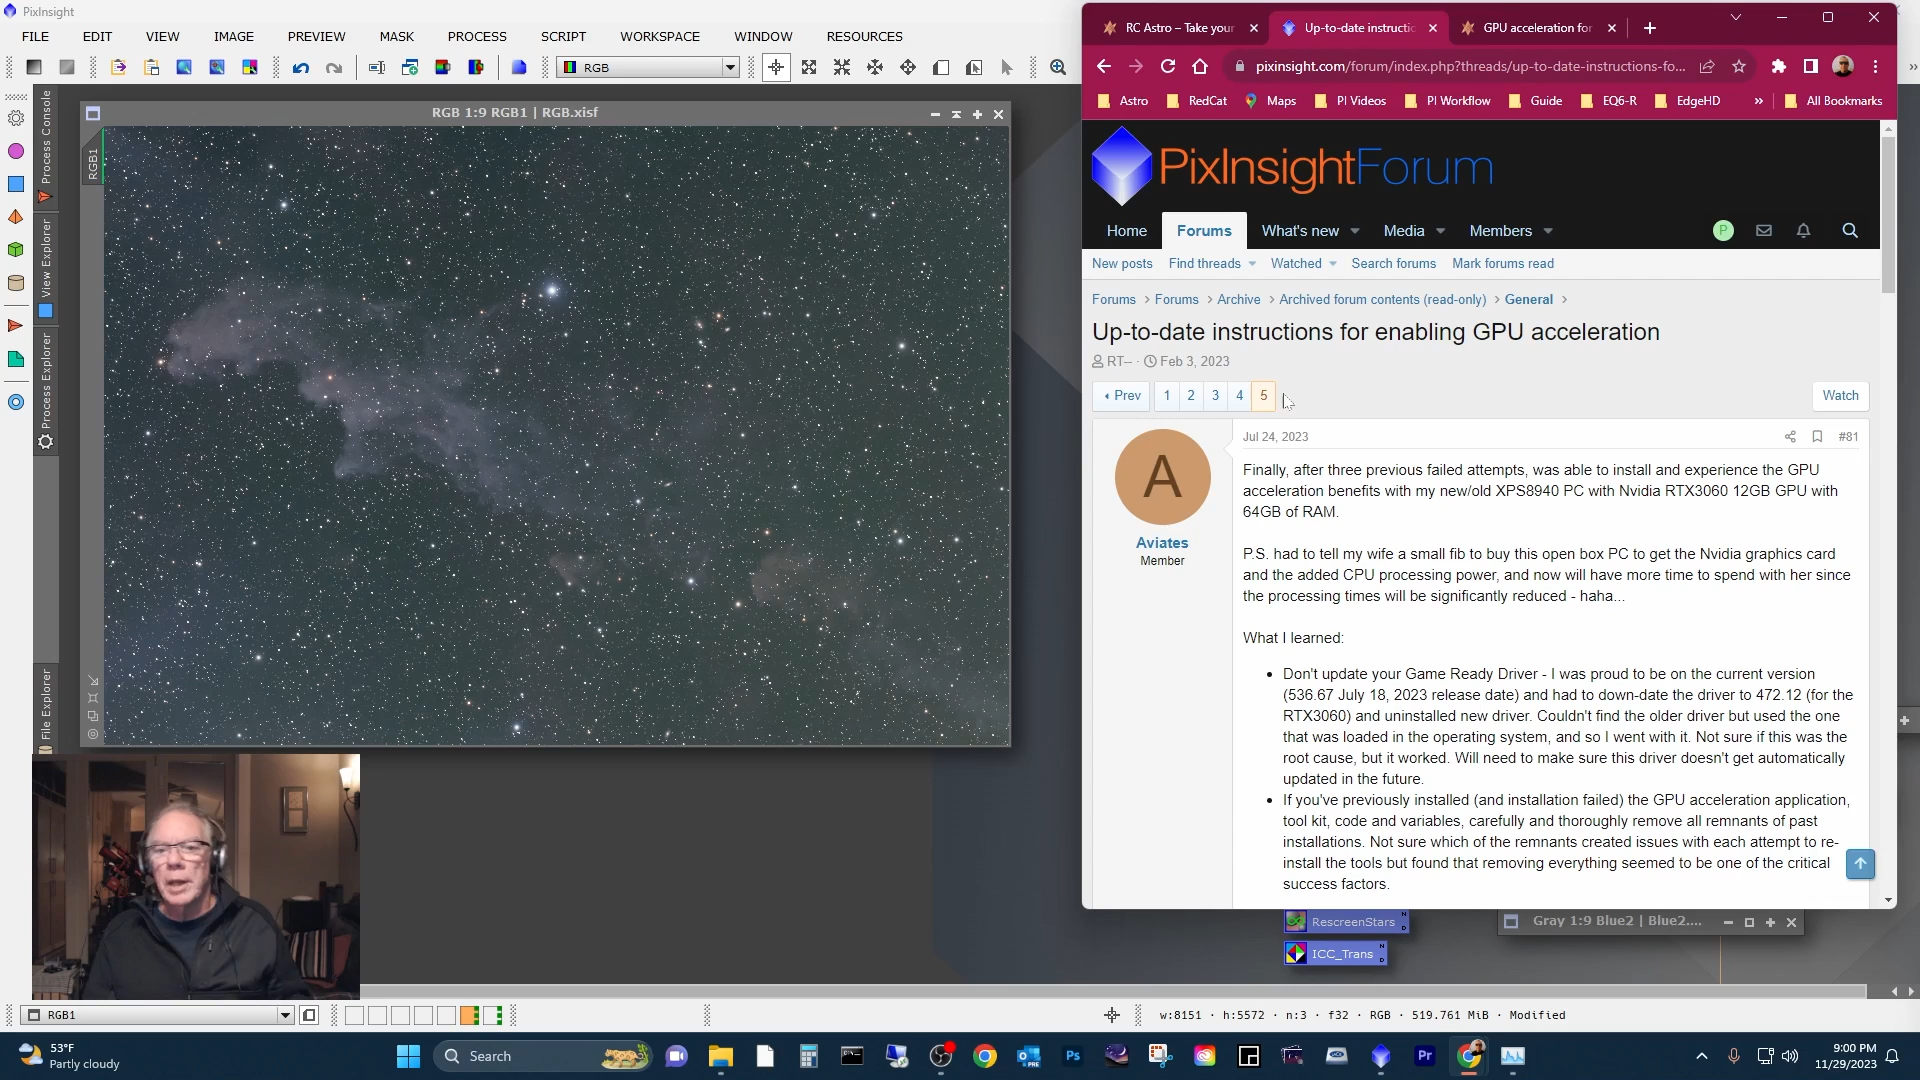 PixInsight
FILE EDIT VIEW IMAGE PREVIEW MASK PROCESS SCRIPT WORKSPACE WINDOW RESOURCES
RGB
Process Console
View Explorer
Process Explorer
File Explorer
RGB 1:9 RGB1 | RGB.xisf
RGB1
RC Astro – Take your
Up-to-date instructio
GPU acceleration for
pixinsight.com/forum/index.php?threads/up-to-date-instructions-fo...
Astro RedCat Maps PI Videos PI Workflow Guide EQ6-R EdgeHD » All Bookmarks
PixInsightForum
Home Forums What's new Media Members P
New posts Find threads Watched Search forums Mark forums read
Forums > Forums > Archive > Archived forum contents (read-only) > General >
Up-to-date instructions for enabling GPU acceleration
RT-- · Feb 3, 2023
Prev 1 2 3 4 5 Watch
A
Aviates
Member
Jul 24, 2023 #81
Finally, after three previous failed attempts, was able to install and experience the GPU
acceleration benefits with my new/old XPS8940 PC with Nvidia RTX3060 12GB GPU with
64GB of RAM.
P.S. had to tell my wife a small fib to buy this open box PC to get the Nvidia graphics card
and the added CPU processing power, and now will have more time to spend with her since
the processing times will be significantly reduced - haha...
What I learned:
• Don't update your Game Ready Driver - I was proud to be on the current version
(536.67 July 18, 2023 release date) and had to down-date the driver to 472.12 (for the
RTX3060) and uninstalled new driver. Couldn't find the older driver but used the one
that was loaded in the operating system, and so I went with it. Not sure if this was the
root cause, but it worked. Will need to make sure this driver doesn't get automatically
updated in the future.
• If you've previously installed (and installation failed) the GPU acceleration application,
tool kit, code and variables, carefully and thoroughly remove all remnants of past
installations. Not sure which of the remnants created issues with each attempt to re-
install the tools but found that removing everything seemed to be one of the critical
success factors.
RescreenStars
ICC_Trans
Gray 1:9 Blue2 | Blue2....
RGB1
w:8151 · h:5572 · n:3 · f32 · RGB · 519.761 MiB · Modified
53°F
Partly cloudy
Search
Ps
Pr
9:00 PM
11/29/2023